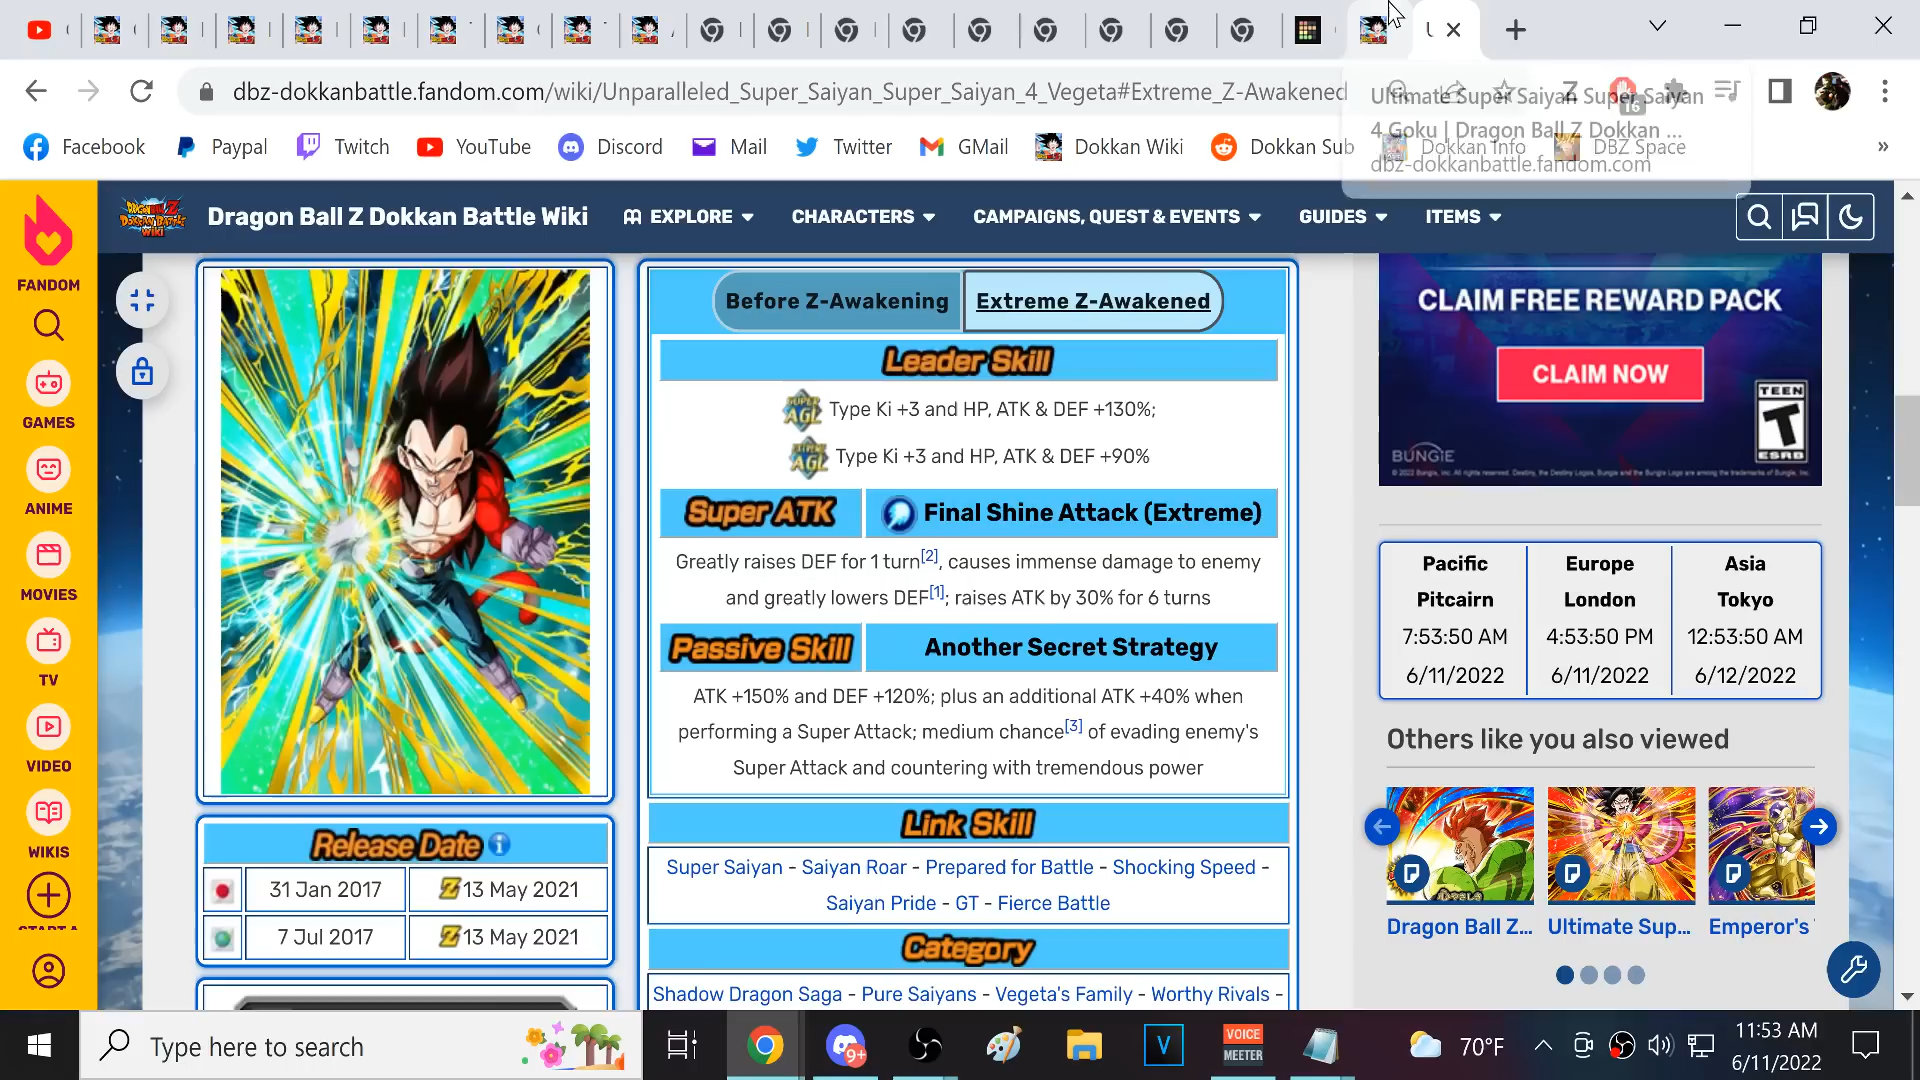 dbz-dokkanbattle.fandom.com/wiki/Unparalleled_Super_Saiyan_Super_Saiyan_4_Vegeta#Extreme_Z-Awakened
16
Ultimate Super Saiyan Super Saiyan
4 Goku | Dragon Ball Z Dokkan ...
dbz-dokkanbattle.fandom.com
Facebook
Paypal
Twitch
YouTube
Discord
Mail
Twitter
GMail
Dokkan Wiki
Dokkan Sub
Dokkan Info
DBZ Space
»
Dragon Ball Z Dokkan Battle Wiki
EXPLORE
CHARACTERS
CAMPAIGNS, QUEST & EVENTS
GUIDES
ITEMS
FANDOM
GAMES
ANIME
MOVIES
TV
VIDEO
WIKIS
START A
Before Z-Awakening
Extreme Z-Awakened
Leader Skill
SUPER AGL Type Ki +3 and HP, ATK & DEF +130%;
EXTREME AGL Type Ki +3 and HP, ATK & DEF +90%
Super ATK
Final Shine Attack (Extreme)
Greatly raises DEF for 1 turn[2], causes immense damage to enemy
and greatly lowers DEF[1]; raises ATK by 30% for 6 turns
Passive Skill
Another Secret Strategy
ATK +150% and DEF +120%; plus an additional ATK +40% when
performing a Super Attack; medium chance[3] of evading enemy's
Super Attack and countering with tremendous power
Link Skill
Super Saiyan - Saiyan Roar - Prepared for Battle - Shocking Speed -
Saiyan Pride - GT - Fierce Battle
Category
Shadow Dragon Saga - Pure Saiyans - Vegeta's Family - Worthy Rivals -
Release Date
31 Jan 2017
Z 13 May 2021
7 Jul 2017
Z 13 May 2021
CLAIM FREE REWARD PACK
CLAIM NOW
TEEN
T
ESRB
BUNGIE
Pacific
Pitcairn
7:53:50 AM
6/11/2022
Europe
London
4:53:50 PM
6/11/2022
Asia
Tokyo
12:53:50 AM
6/12/2022
Others like you also viewed
Dragon Ball Z...
Ultimate Sup...
Emperor's
Type here to search
9+
V
VOICE
MEETER
70°F
11:53 AM
6/11/2022